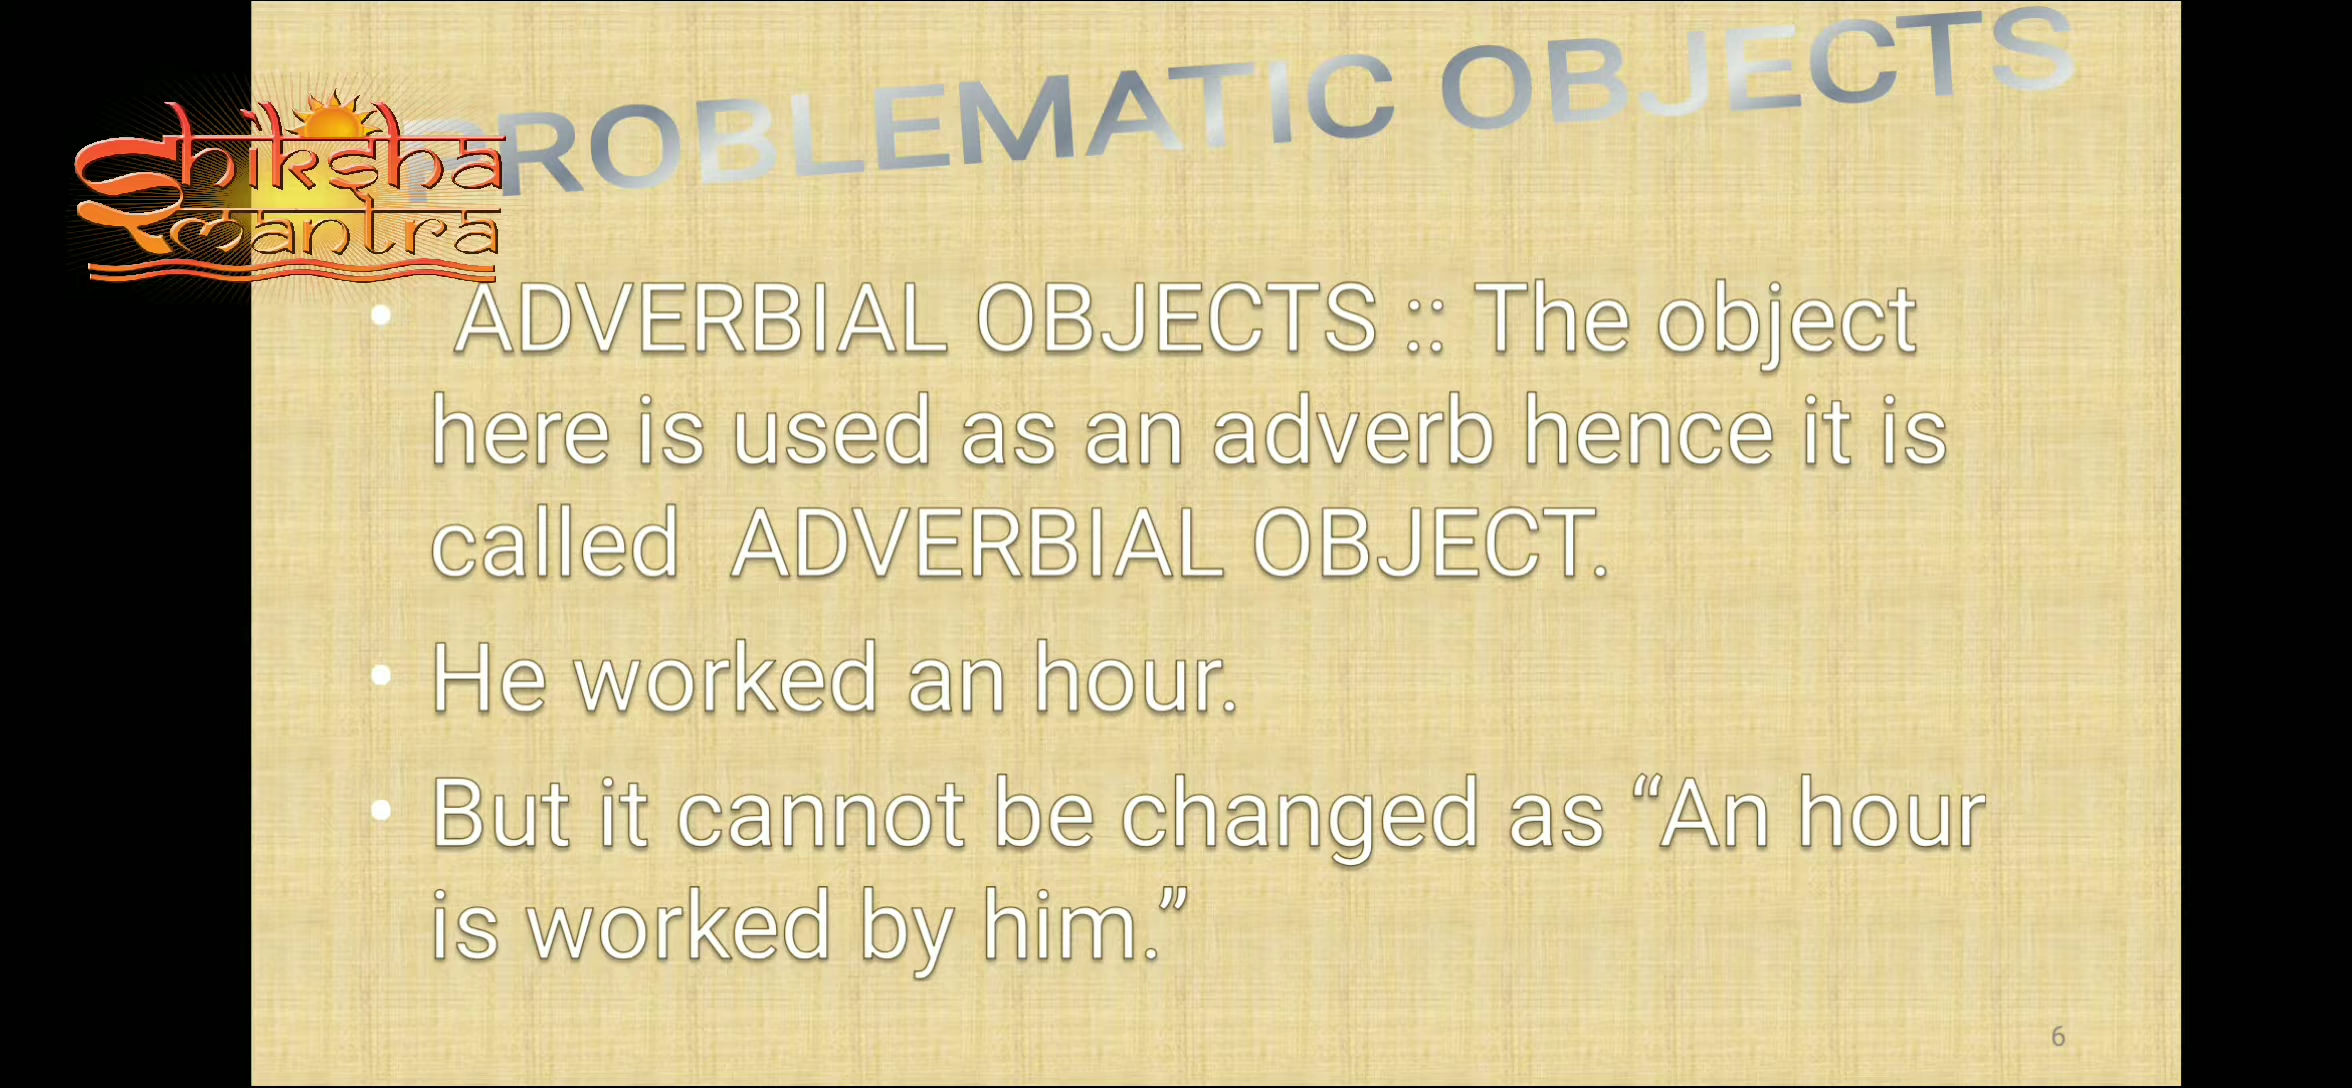 PROBLEMATIC OBJECTS
Shiksha
mantra
• ADVERBIAL OBJECTS :: The object
here is used as an adverb hence it is
called ADVERBIAL OBJECT.
• He worked an hour.
• But it cannot be changed as “An hour
is worked by him.”
6